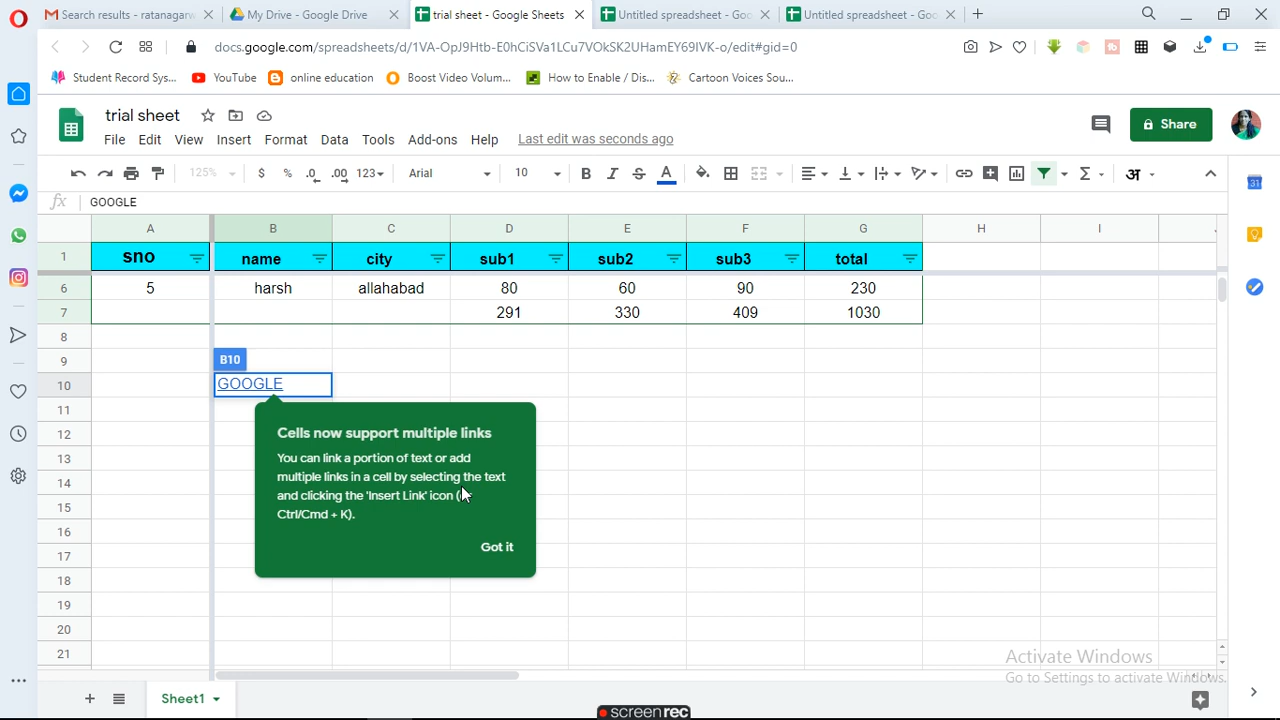 Search results - ratanagarw
My Drive - Google Drive
trial sheet - Google Sheets
Untitled spreadsheet - Goo
Untitled spreadsheet - Go
docs.google.com/spreadsheets/d/1VA-OpJ9Htb-E0hCiSVa1LCu7VOkSK2UHamEY69IVK-o/edit#gid=0
Student Record Sys...
YouTube
online education
Boost Video Volum...
How to Enable / Dis...
Cartoon Voices Sou...
trial sheet
File Edit View Insert Format Data Tools Add-ons Help Last edit was seconds ago
Share
125% $ % .0 .00 123 Arial 10 B I S A Σ अ
fx GOOGLE
A B C D E F G H I
1 sno name city sub1 sub2 sub3 total
6 5 harsh allahabad 80 60 90 230
7 291 330 409 1030
8
9 B10
10 GOOGLE
11
12
13
14
15
16
17
18
19
20
21
Cells now support multiple links
You can link a portion of text or add
multiple links in a cell by selecting the text
and clicking the 'Insert Link' icon (
Ctrl/Cmd + K).
Got it
31
Activate Windows
Go to Settings to activate Windows.
Sheet1
screenrec